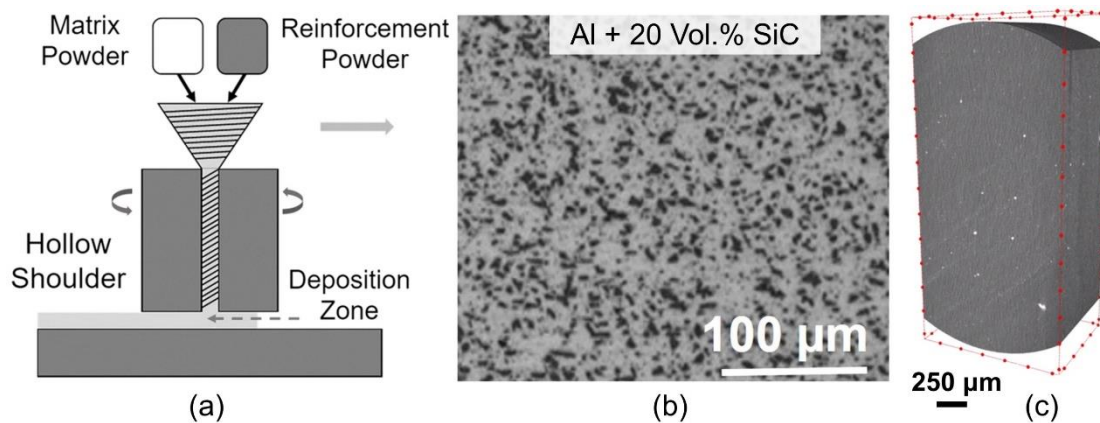 Matrix
Powder
Reinforcement
Powder
Hollow
Shoulder
Deposition
Zone
(a)
Al + 20 Vol.% SiC
100 μm
(b)
250 μm
(c)